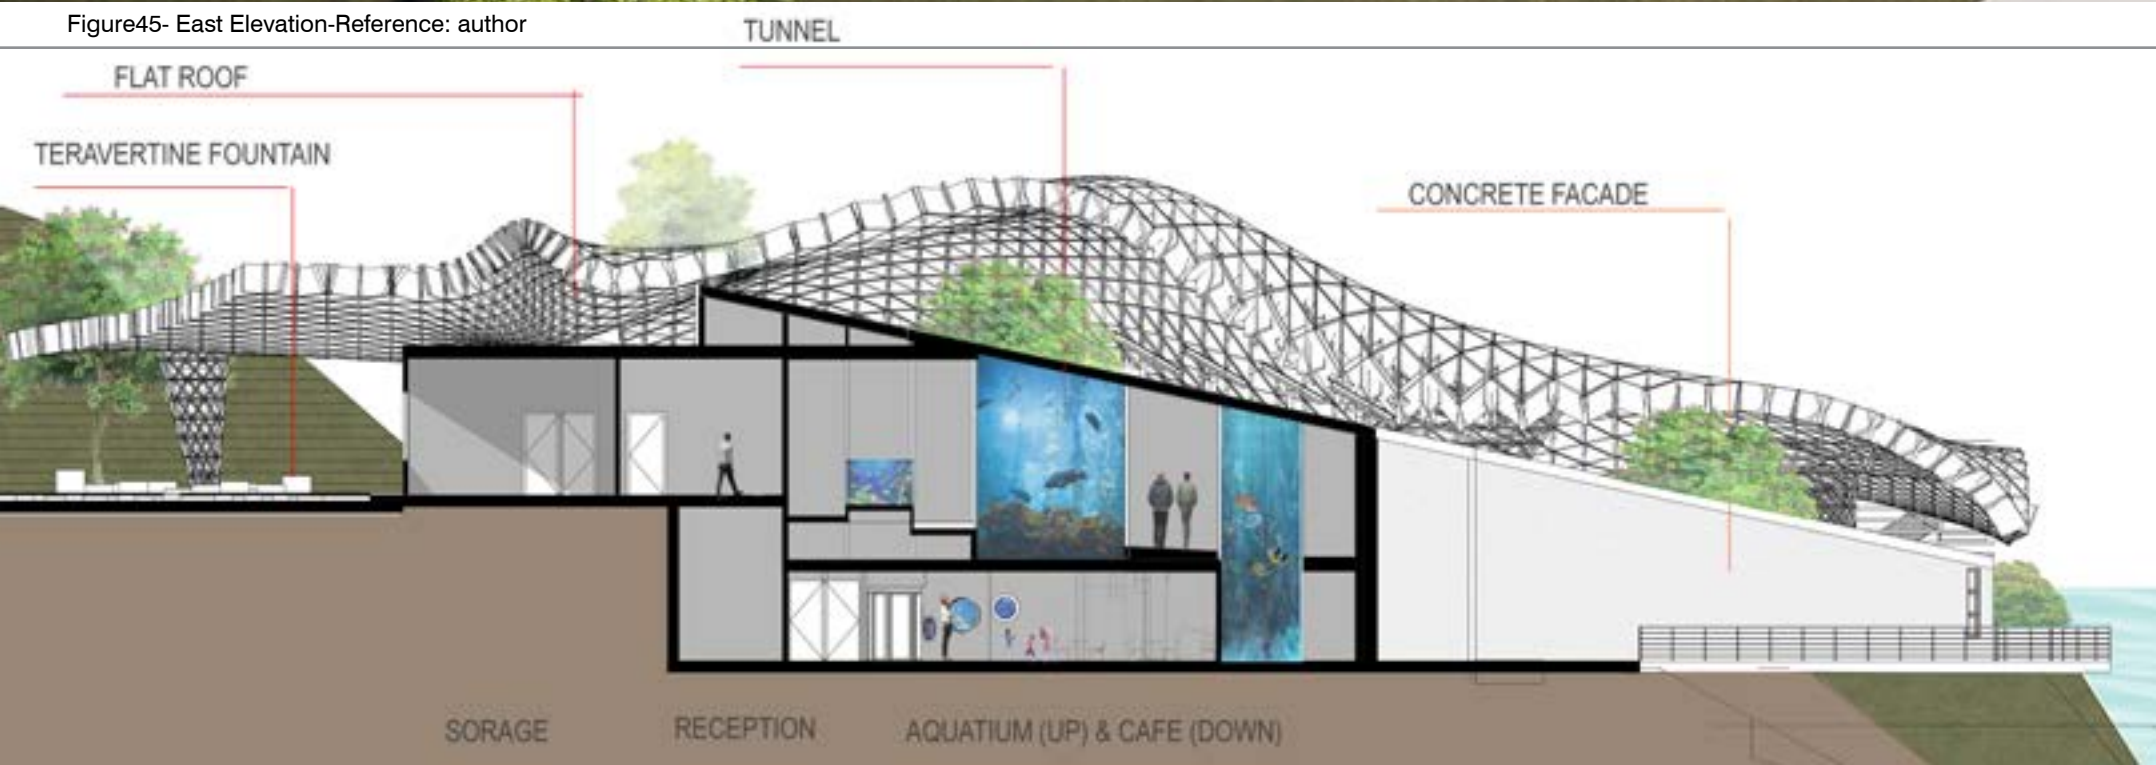 Figure45- East Elevation-Reference: author
TUNNEL
FLAT ROOF
TERAVERTINE FOUNTAIN
CONCRETE FACADE
SORAGE
RECEPTION
AQUATIUM (UP) & CAFE (DOWN)